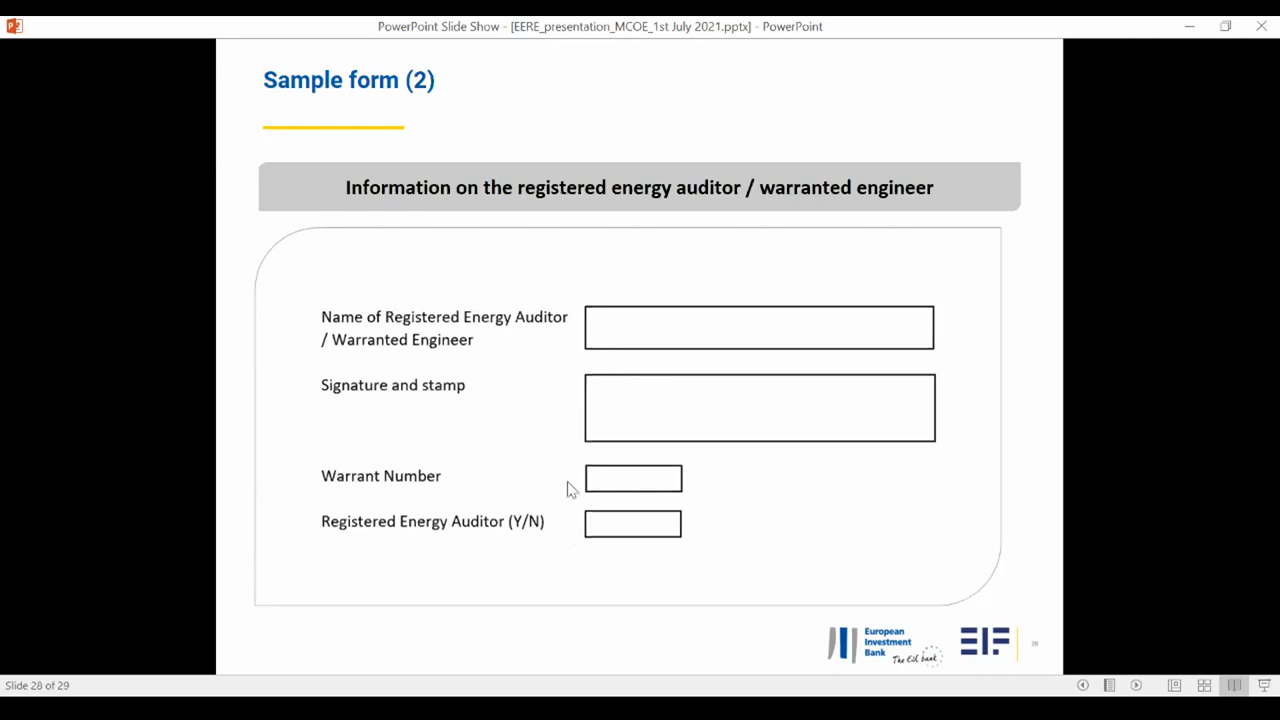 PowerPoint Slide Show - [EERE_presentation_MCOE_1st July 2021.pptx] - PowerPoint
Sample form (2)
Information on the registered energy auditor / warranted engineer
Name of Registered Energy Auditor
/ Warranted Engineer
Signature and stamp
Warrant Number
Registered Energy Auditor (Y/N)
European
Investment
Bank
The EU bank
EIF
Slide 28 of 29